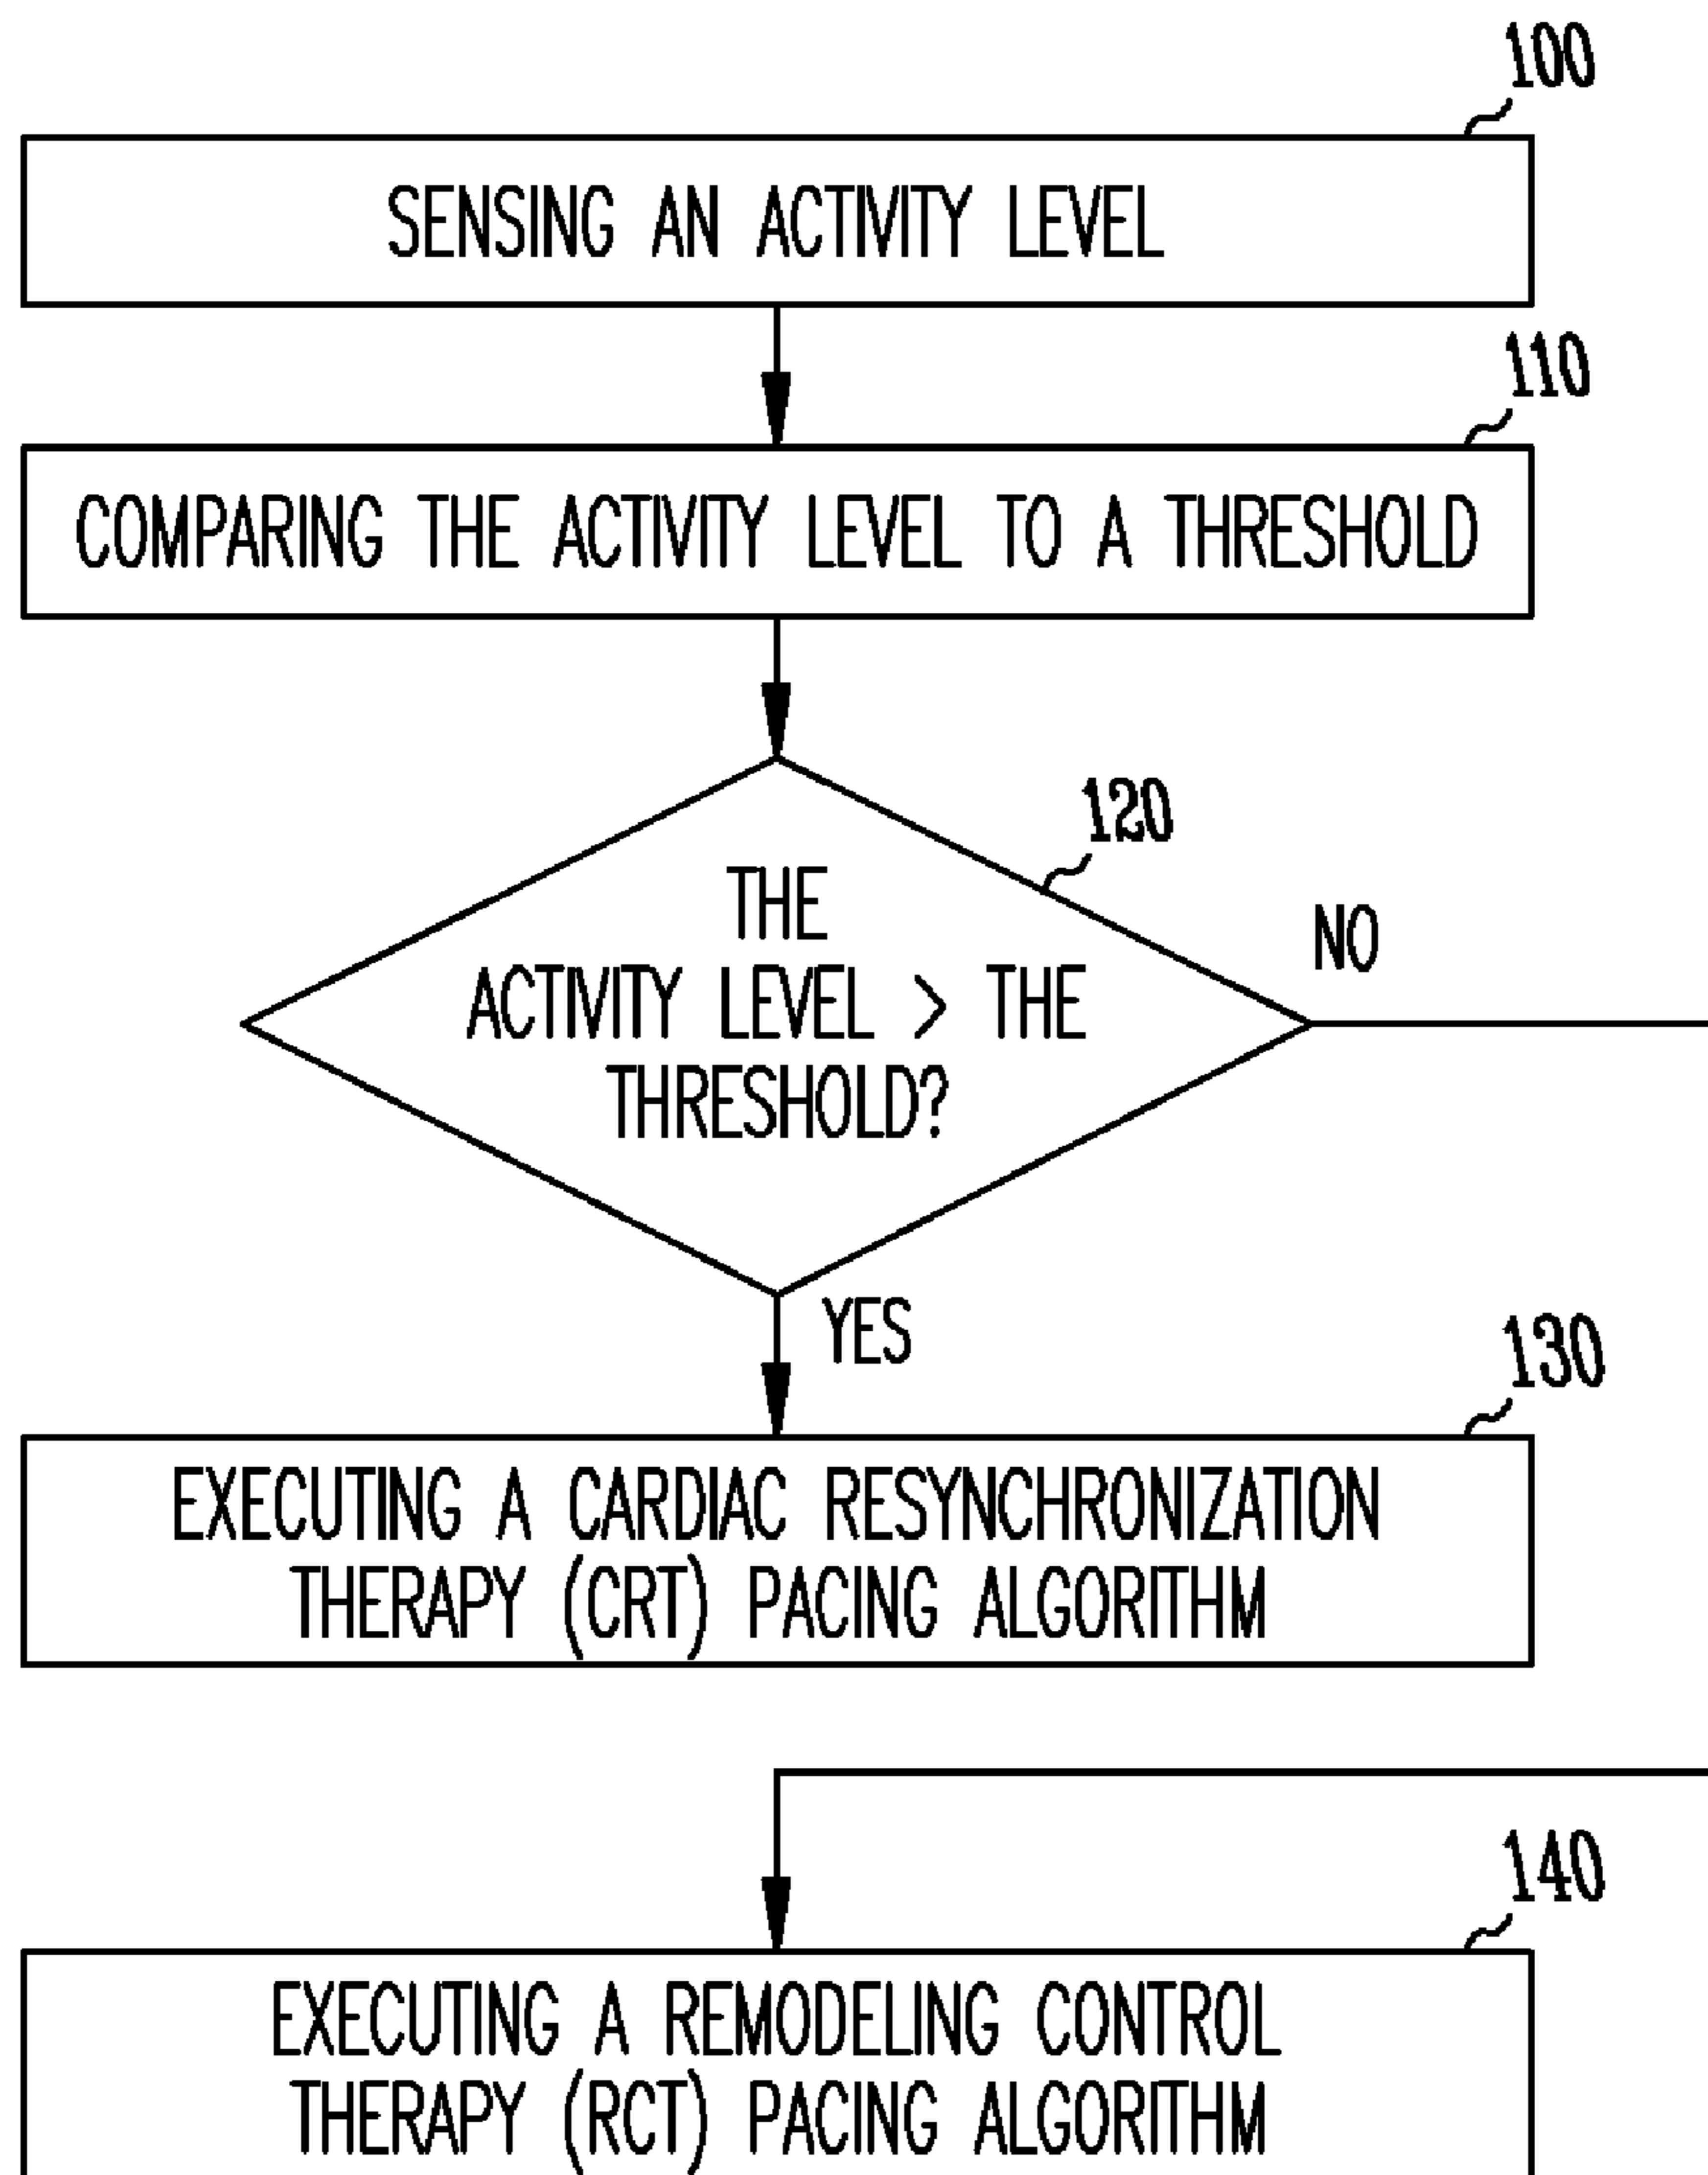 100
SENSING AN ACTIVITY LEVEL
110
COMPARING THE ACTIVITY LEVEL TO A THRESHOLD
120
THE
ACTIVITY LEVEL > THE
THRESHOLD?
NO
YES
130
EXECUTING A CARDIAC RESYNCHRONIZATION
THERAPY (CRT) PACING ALGORITHM
140
EXECUTING A REMODELING CONTROL
THERAPY (RCT) PACING ALGORITHM